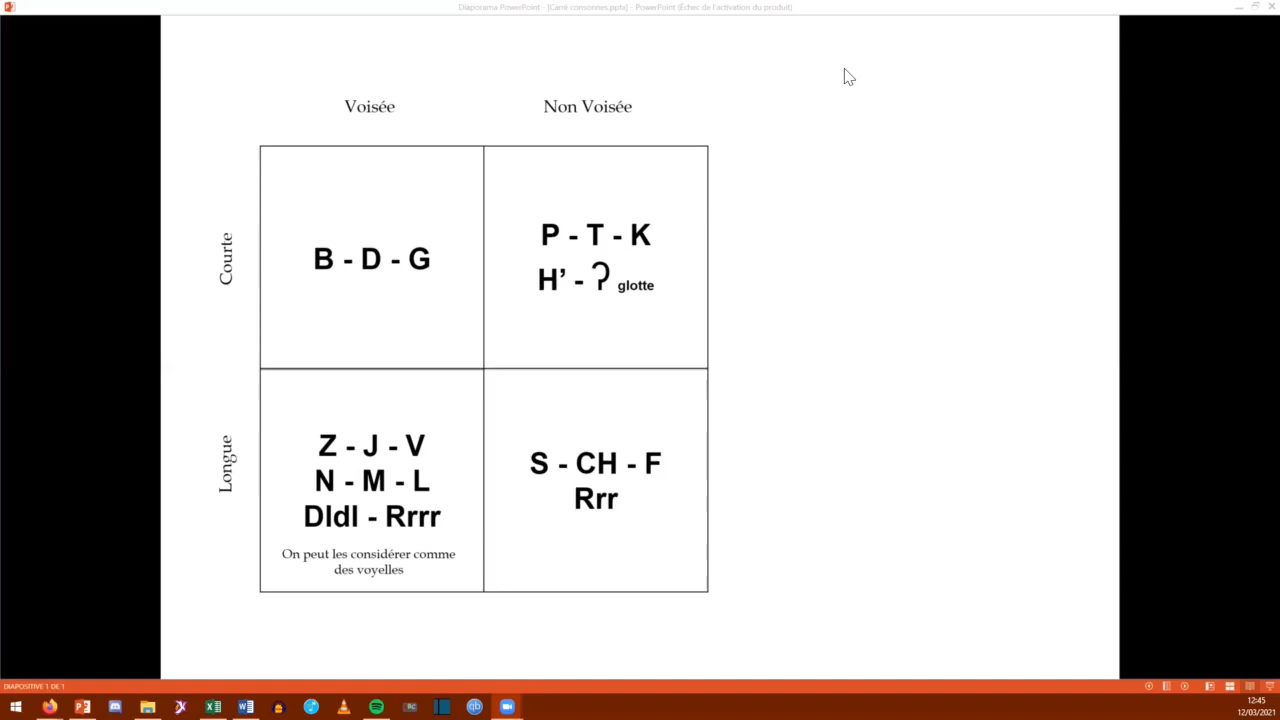 Diaporama PowerPoint - [Carré consonnes.pptx] - PowerPoint (Échec de l'activation du produit)
Voisée
Non Voisée
Courte
B - D - G
P - T - K
H’ - ʔ glotte
Longue
Z - J - V
N - M - L
Dldl - Rrrr
On peut les considérer comme
des voyelles
S - CH - F
Rrr
DIAPOSITIVE 1 DE 1
12:45
12/03/2021